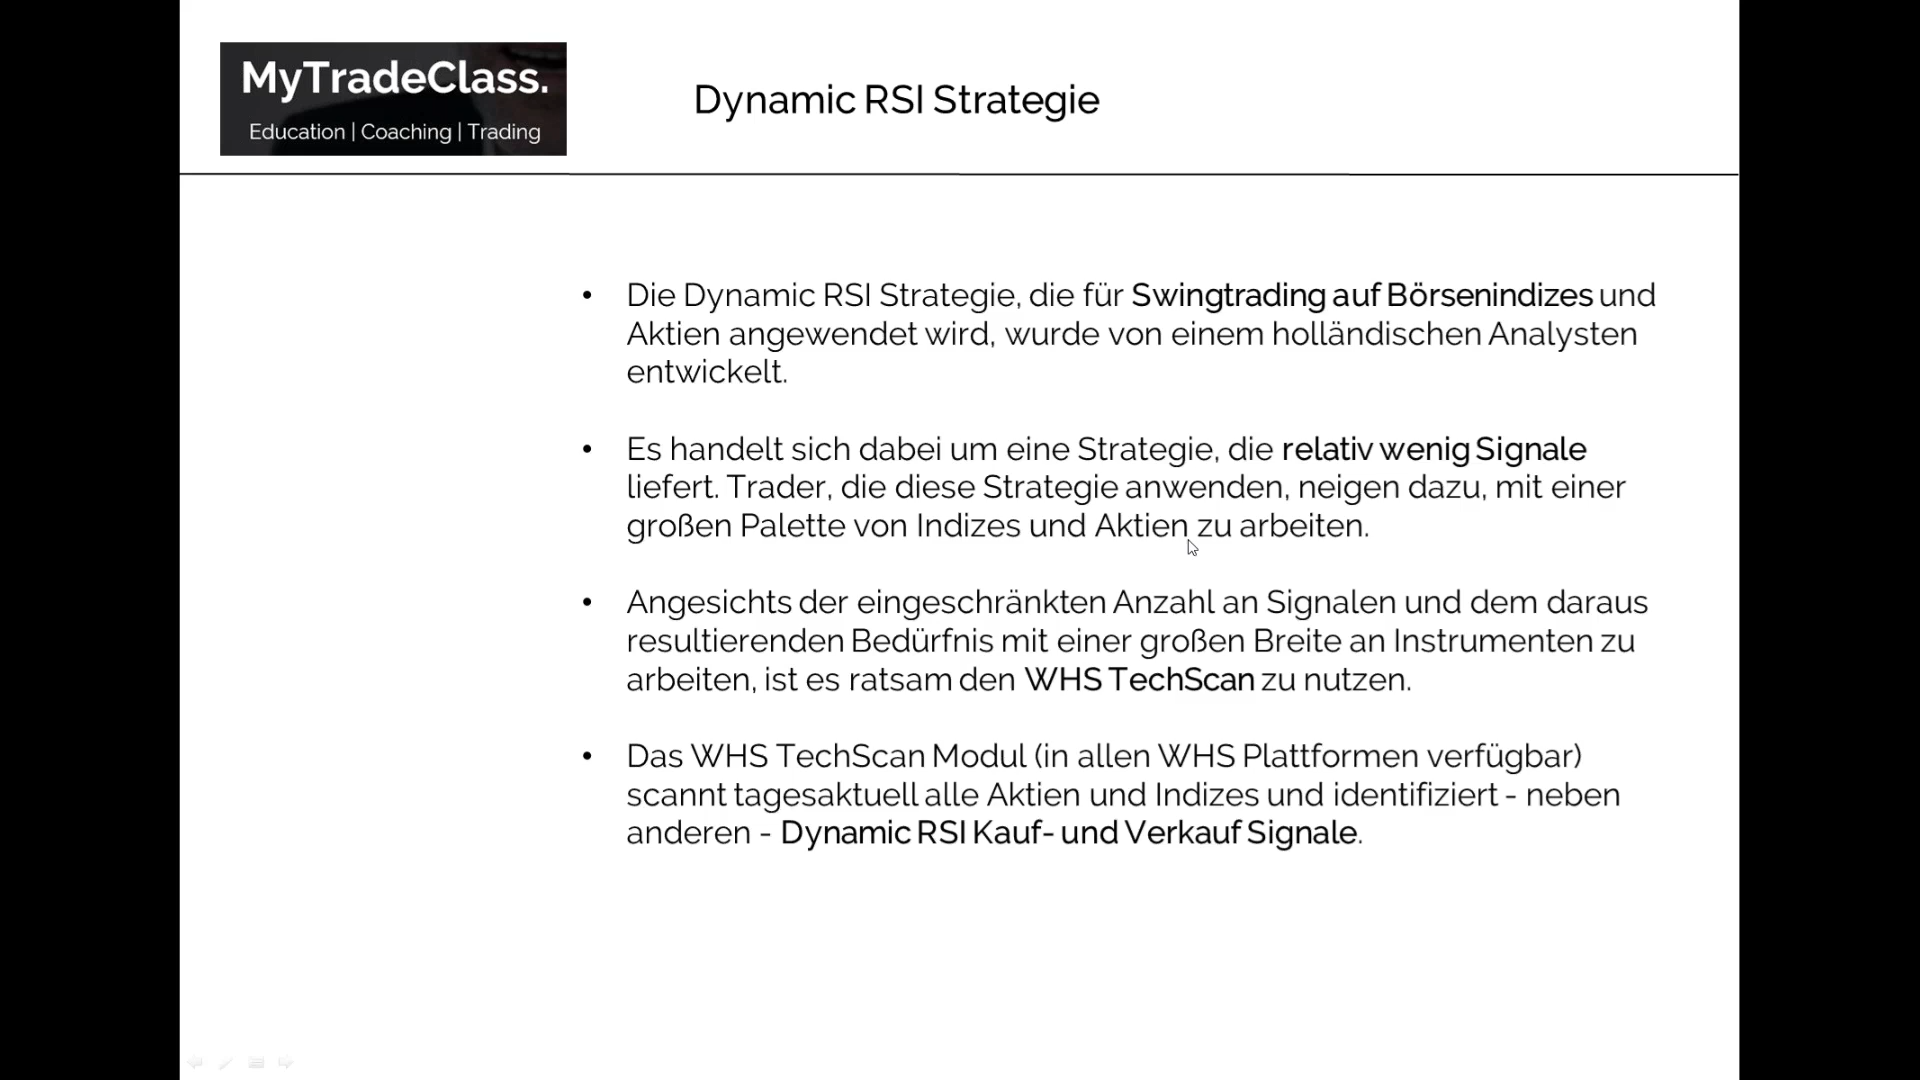 MyTradeClass.
Education | Coaching | Trading
Dynamic RSI Strategie
• Die Dynamic RSI Strategie, die für Swingtrading auf Börsenindizes und
Aktien angewendet wird, wurde von einem holländischen Analysten
entwickelt.
• Es handelt sich dabei um eine Strategie, die relativ wenig Signale
liefert. Trader, die diese Strategie anwenden, neigen dazu, mit einer
großen Palette von Indizes und Aktien zu arbeiten.
• Angesichts der eingeschränkten Anzahl an Signalen und dem daraus
resultierenden Bedürfnis mit einer großen Breite an Instrumenten zu
arbeiten, ist es ratsam den WHS TechScan zu nutzen.
• Das WHS TechScan Modul (in allen WHS Plattformen verfügbar)
scannt tagesaktuell alle Aktien und Indizes und identifiziert - neben
anderen - Dynamic RSI Kauf- und Verkauf Signale.